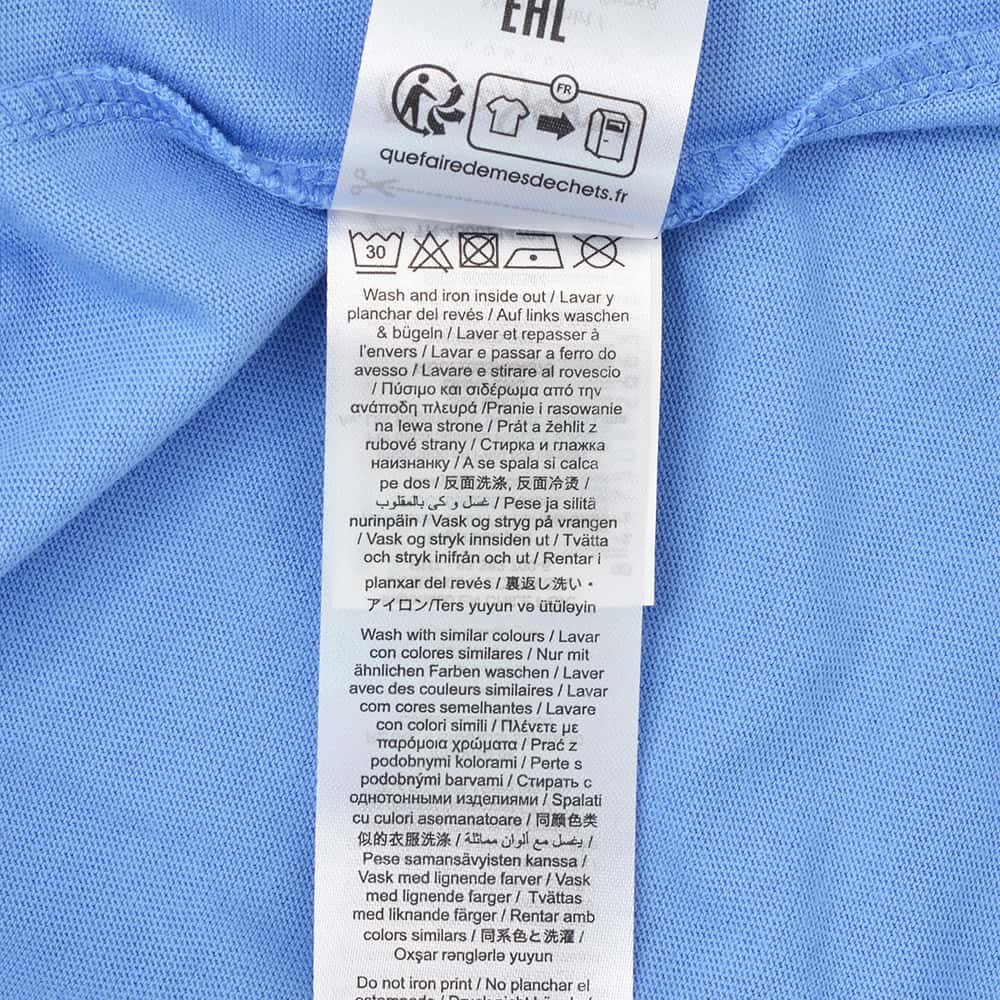 EAC
FR
quefairedemesdechets.fr
30
Wash and iron inside out / Lavar y
planchar del revés / Auf links waschen
& bügeln / Laver et repasser à
l'envers / Lavar e passar a ferro do
avesso / Lavare e stirare al rovescio
/ Πύσιμο και σιδέρωμα από την
ανάποδη πλευρά /Pranie i rasowanie
na lewa strone / Prát a žehlit z
rubové strany / Стирка и глажка
наизнанку / A se spala si calca
pe dos / 反面洗涤, 反面冷烫 /
غسل و كى بالمقلوب / Pese ja silitä
nurinpäin / Vask og stryg på vrangen
/ Vask og stryk innsiden ut / Tvätta
och stryk inifrån och ut / Rentar i
planxar del revés / 裏返し洗い・
アイロン/Ters yuyun və ütüləyin
Wash with similar colours / Lavar
con colores similares / Nur mit
ähnlichen Farben waschen / Laver
avec des couleurs similaires / Lavar
com cores semelhantes / Lavare
con colori simili / Πλένετε με
παρόμοια χρώματα / Prać z
podobnymi kolorami / Perte s
podobnými barvami / Стирать с
однотонными изделиями / Spalati
cu culori asemanatoare / 同颜色类
似的衣服洗涤 / يغسل مع ألوان مماثلة /
Pese samansävyisten kanssa /
Vask med lignende farver / Vask
med lignende farger / Tvättas
med liknande färger / Rentar amb
colors similars / 同系色と洗濯 /
Oxşar rənglərlə yuyun
Do not iron print / No planchar el